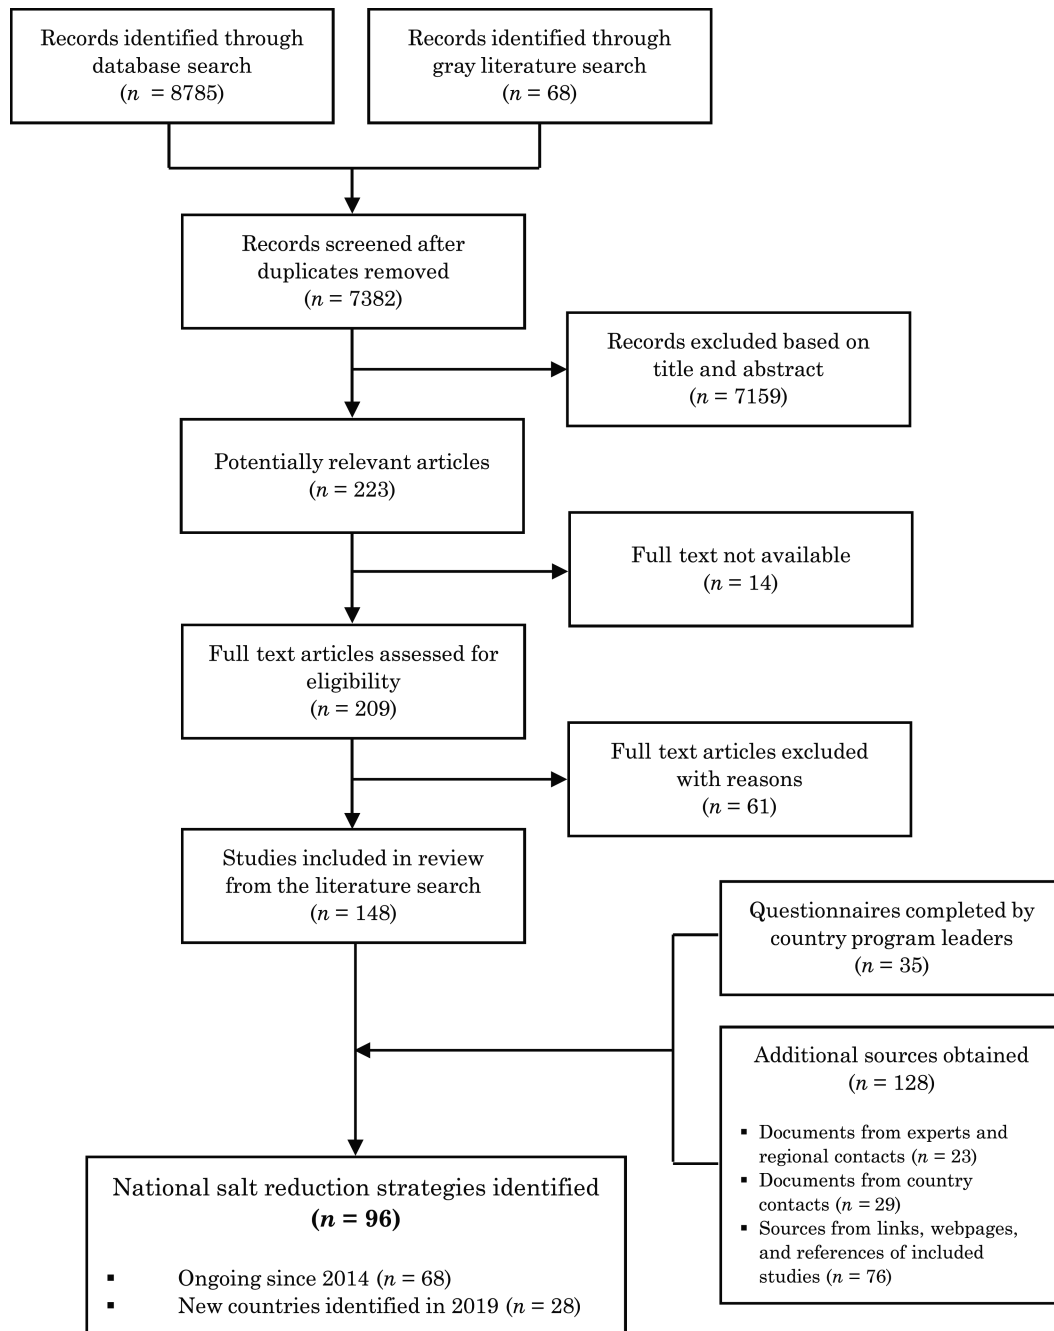 Records identified through
database search
(n = 8785)
Records identified through
gray literature search
(n = 68)
Records screened after
duplicates removed
(n = 7382)
Records excluded based on
title and abstract
(n = 7159)
Potentially relevant articles
(n = 223)
Full text not available
(n = 14)
Full text articles assessed for
eligibility
(n = 209)
Full text articles excluded
with reasons
(n = 61)
Studies included in review
from the literature search
(n = 148)
Questionnaires completed by
country program leaders
(n = 35)
Additional sources obtained
(n = 128)
▪ Documents from experts and
regional contacts (n = 23)
▪ Documents from country
contacts (n = 29)
▪ Sources from links, webpages,
and references of included
studies (n = 76)
National salt reduction strategies identified
(n = 96)
▪ Ongoing since 2014 (n = 68)
▪ New countries identified in 2019 (n = 28)